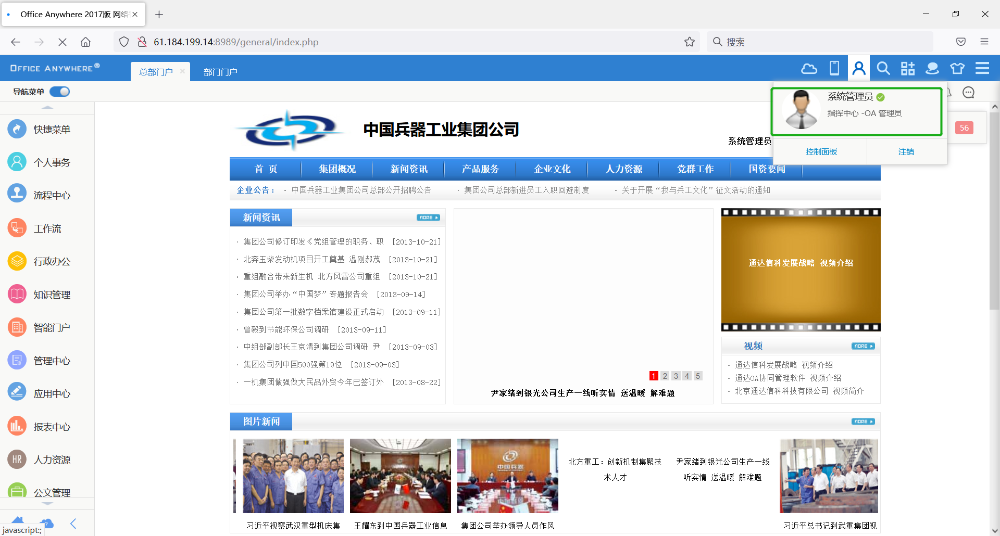 Office Anywhere 2017版 网络
61.184.199.14:8989/general/index.php
搜索
OFFICE ANYWHERE®
总部门户
部门门户
导航菜单
系统管理员
指挥中心 -OA 管理员
控制面板
注销
56
快捷菜单
个人事务
流程中心
工作流
行政办公
知识管理
智能门户
管理中心
应用中心
报表中心
HR
人力资源
公文管理
javascript:;
中国兵器工业集团公司
系统管理员
首 页
集团概况
新闻资讯
产品服务
企业文化
人力资源
党群工作
国资要闻
企业公告：
· 中国兵器工业集团公司总部公开招聘公告
· 集团公司总部新进员工入职回避制度
· 关于开展“我与兵工文化”征文活动的通知
新闻资讯
MORE
· 集团公司修订印发《党组管理的职务、职 [2013-10-21]
· 北奔玉柴发动机项目开工奠基 温刚郝茂 [2013-10-21]
· 重组融合带来新生机 北方风雷公司重组 [2013-10-21]
· 集团公司举办“中国梦”专题报告会 [2013-09-14]
· 集团公司第一批数字档案馆建设正式启动 [2013-09-11]
· 曾毅到节能环保公司调研 [2013-09-11]
· 中组部副部长王京清到集团公司调研 尹 [2013-09-03]
· 集团公司列中国500强第19位 [2013-09-03]
· 一机集团做强做大民品外贸今年已签订外 [2013-08-22]
1 2 3 4 5
尹家绪到银光公司生产一线听实情 送温暖 解难题
通达信科发展战略 视频介绍
视频
MORE
· 通达信科发展战略 视频介绍
· 通达OA协同管理软件 视频介绍
· 北京通达信科科技有限公司 视频简介
图片新闻
MORE
中国兵器
习近平视察武汉重型机床集
王耀东到中国兵器工业信息
集团公司举办领导人员作风
北方重工：创新机制集聚技
术人才
尹家绪到银光公司生产一线
听实情 送温暖 解难题
习近平总书记到武重集团视